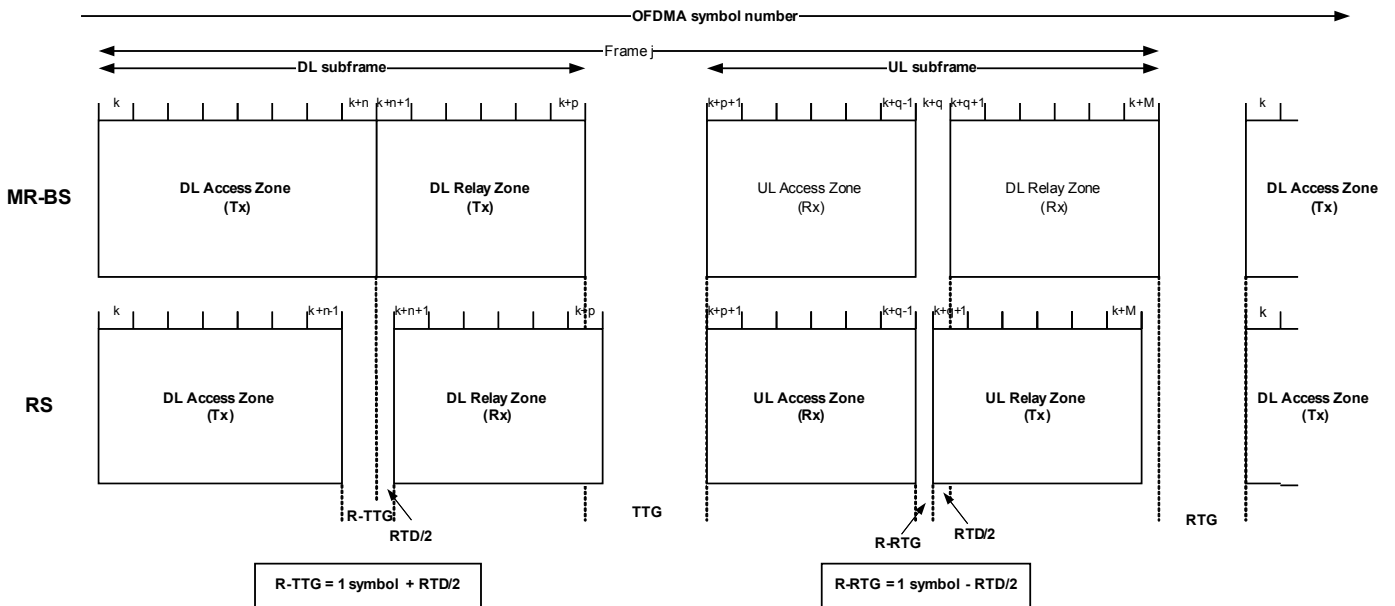 OFDMA symbol number
Frame j
DL subframe
UL subframe
k k+n k+n+1 k+p k+p+1 k+q-1 k+q k+q+1 k+M k
MR-BS
DL Access Zone
(Tx)
DL Relay Zone
(Tx)
UL Access Zone
(Rx)
DL Relay Zone
(Rx)
DL Access Zone
(Tx)
k k+n-1 k+n+1 k+p k+p+1 k+q-1 k+q+1 k+M k
RS
DL Access Zone
(Tx)
DL Relay Zone
(Rx)
UL Access Zone
(Rx)
UL Relay Zone
(Tx)
DL Access Zone
(Tx)
R-TTG
RTD/2
TTG
R-RTG
RTD/2
RTG
R-TTG = 1 symbol + RTD/2
R-RTG = 1 symbol - RTD/2